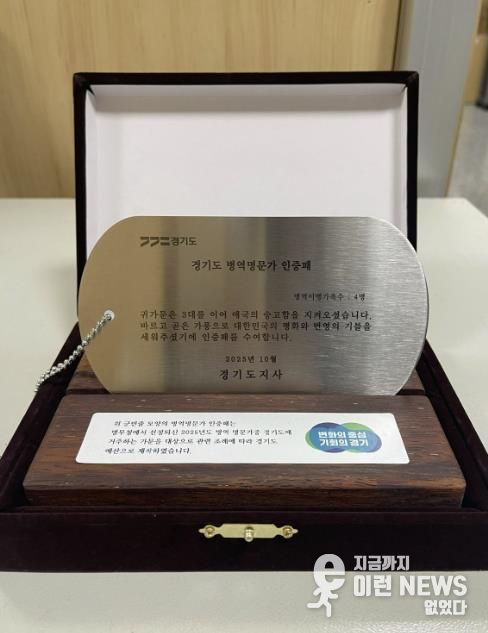 경기도
경기도 병역명문가 인증패
병역이행가족수 : 4명
귀가문은 3대를 이어 애국의 숭고함을 지켜오셨습니다.
바르고 곧은 가풍으로 대한민국의 평화와 번영의 기틀을
세워주셨기에 인증패를 수여합니다.
2025년 10월
경기도지사
위 군번줄 모양의 병역명문가 인증패는
병무청에서 선정되신 2025년도 병역 명문가중 경기도에
거주하는 가문을 대상으로 관련 조례에 따라 경기도
예산으로 제작하였습니다.
변화의 중심
기회의 경기
지금까지
이런 NEWS
없었다